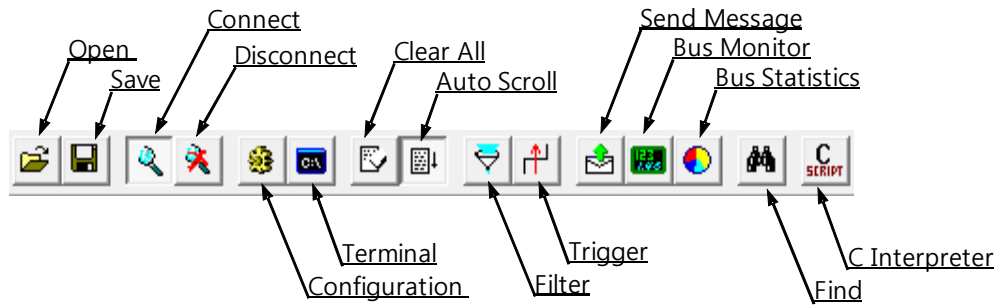 Send Message
Connect
Bus Monitor
Open
Disconnect
Clear All
Save
Auto Scroll
Bus Statistics
C:\
123
C
SCRIPT
Terminal
Trigger
C Interpreter
Configuration
Filter
Find